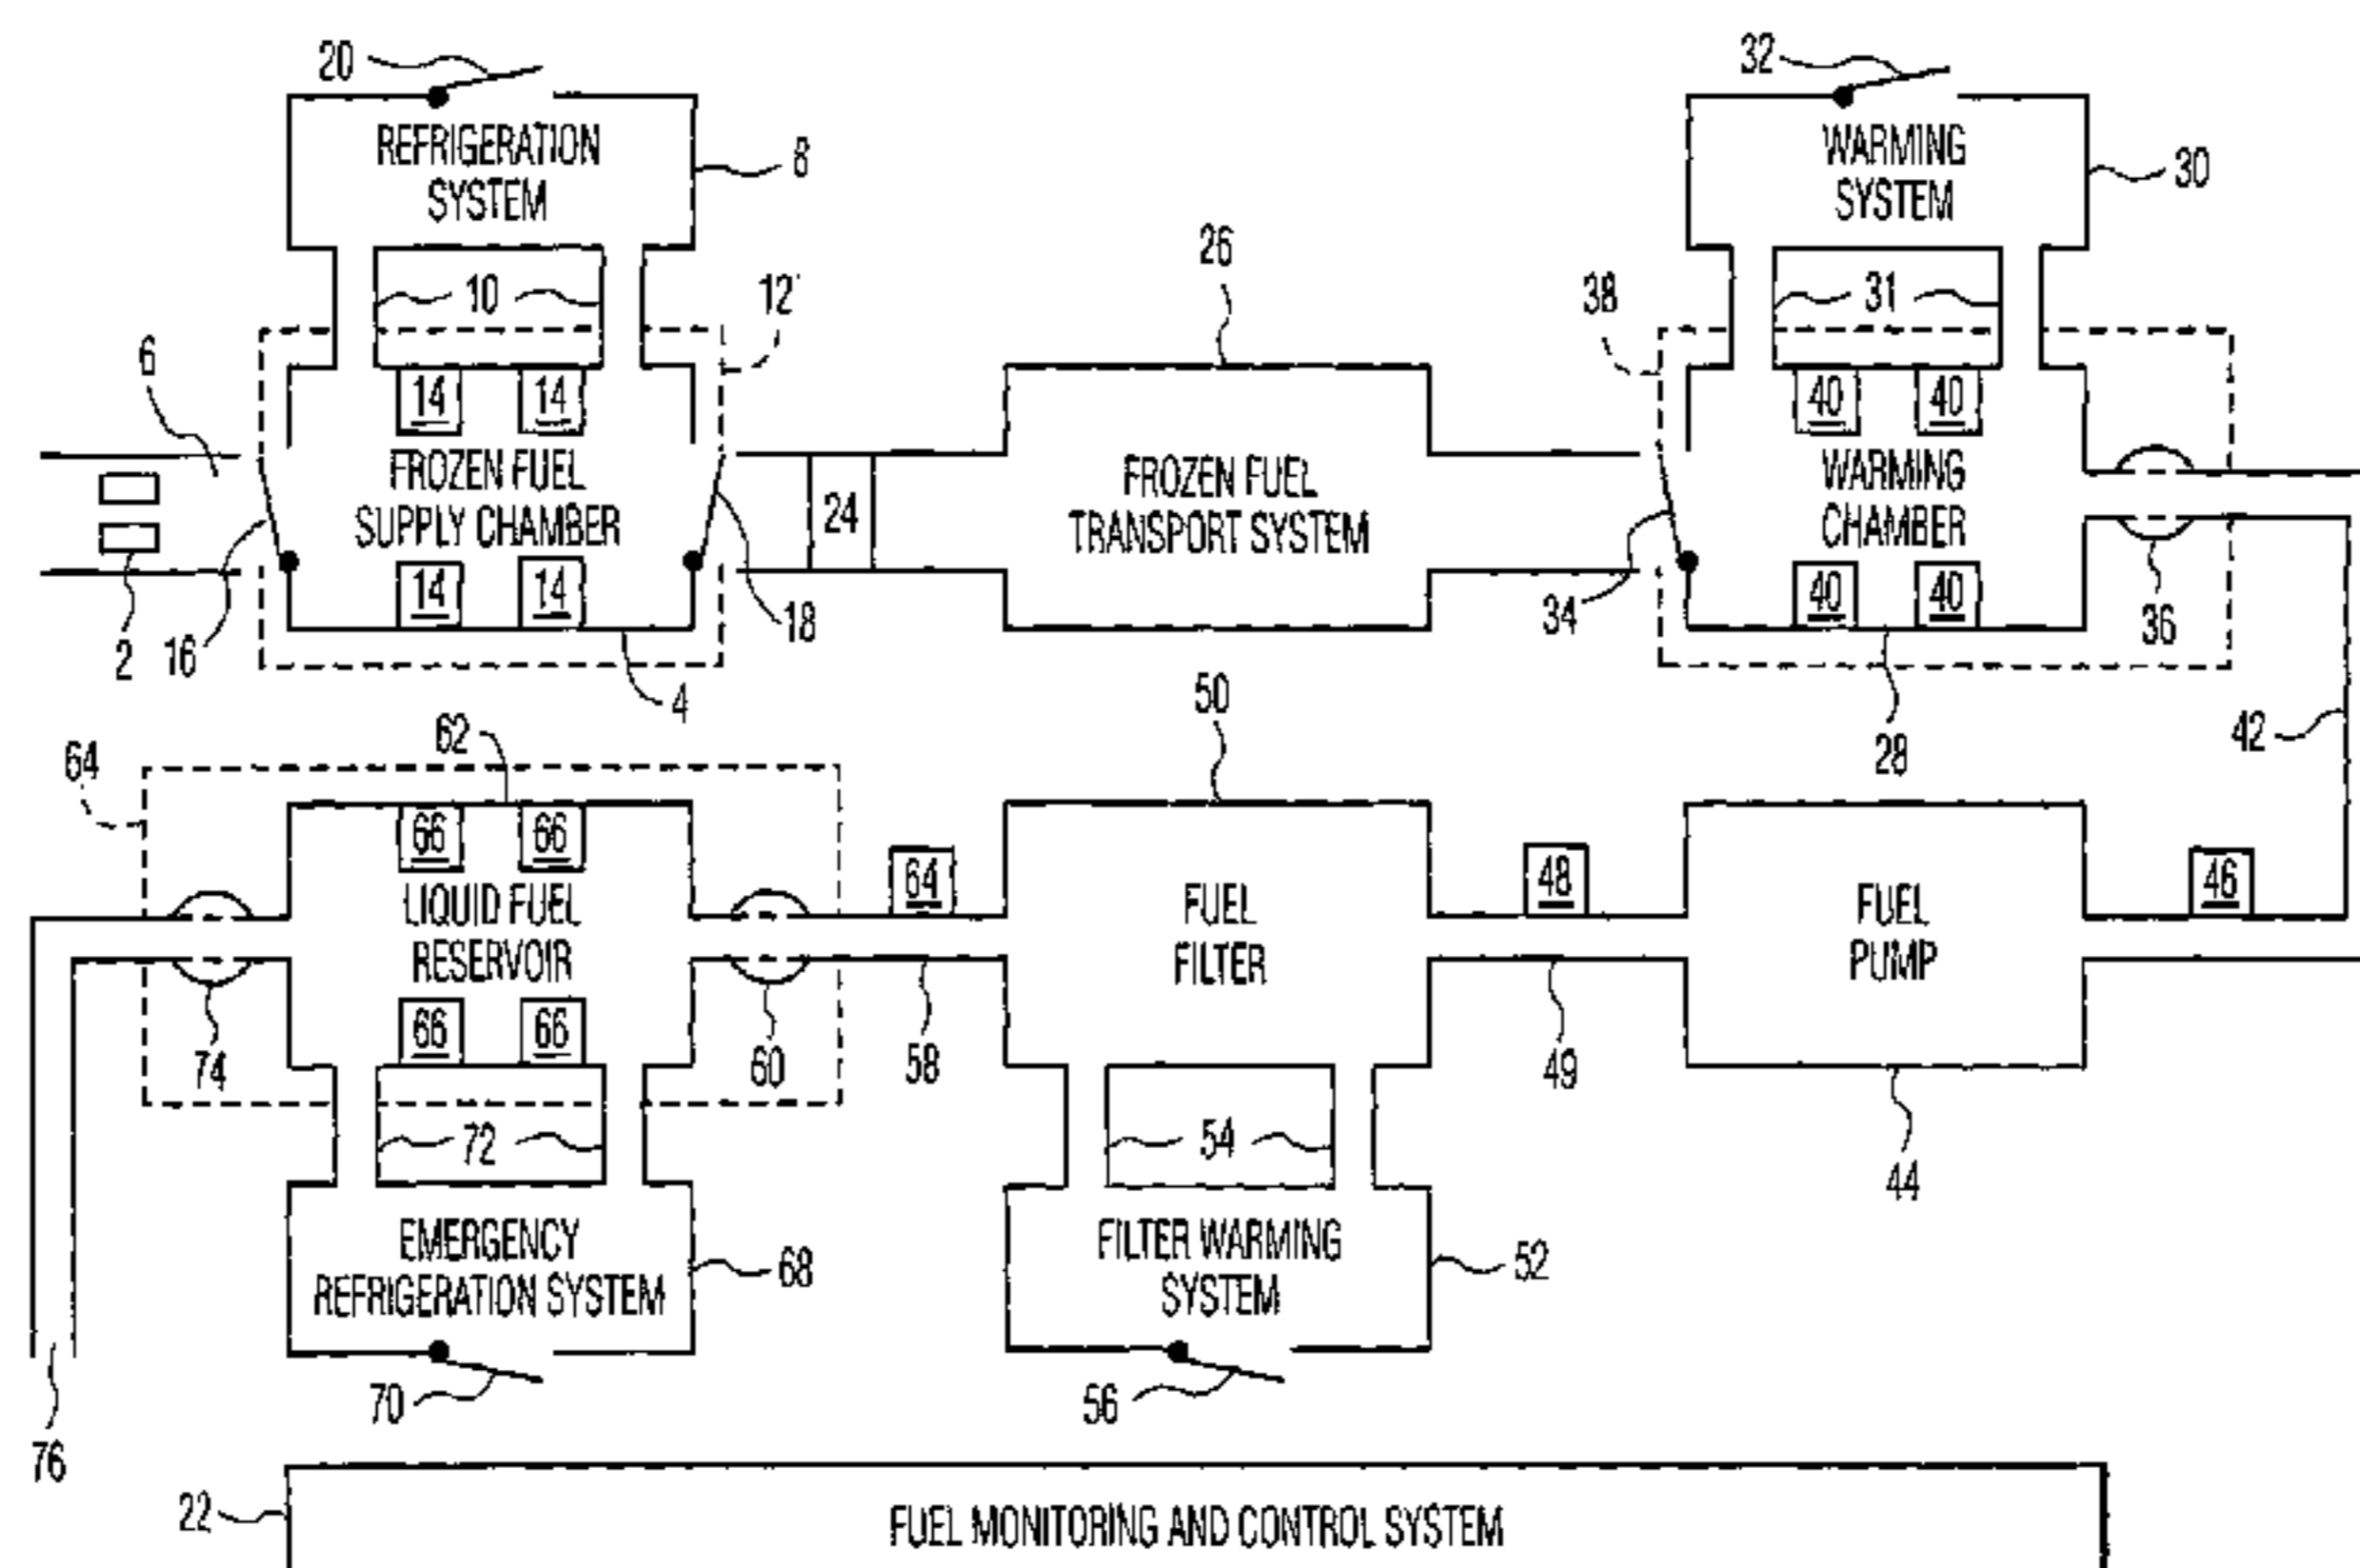 20
32
REFRIGERATION
SYSTEM
8
WARMING
SYSTEM
30
26
10
12
38
31
6
14 14
40 40
FROZEN FUEL
SUPPLY CHAMBER
24
FROZEN FUEL
TRANSPORT SYSTEM
WARMING
CHAMBER
14 14
40 40
2
16
18
34
36
4
50
28
42
64
62
66 66
64
48
46
LIQUID FUEL
RESERVOIR
FUEL
FILTER
FUEL
PUMP
66 66
74
60
58
49
72
54
44
EMERGENCY
REFRIGERATION SYSTEM
68
FILTER WARMING
SYSTEM
52
70
56
76
22
FUEL MONITORING AND CONTROL SYSTEM